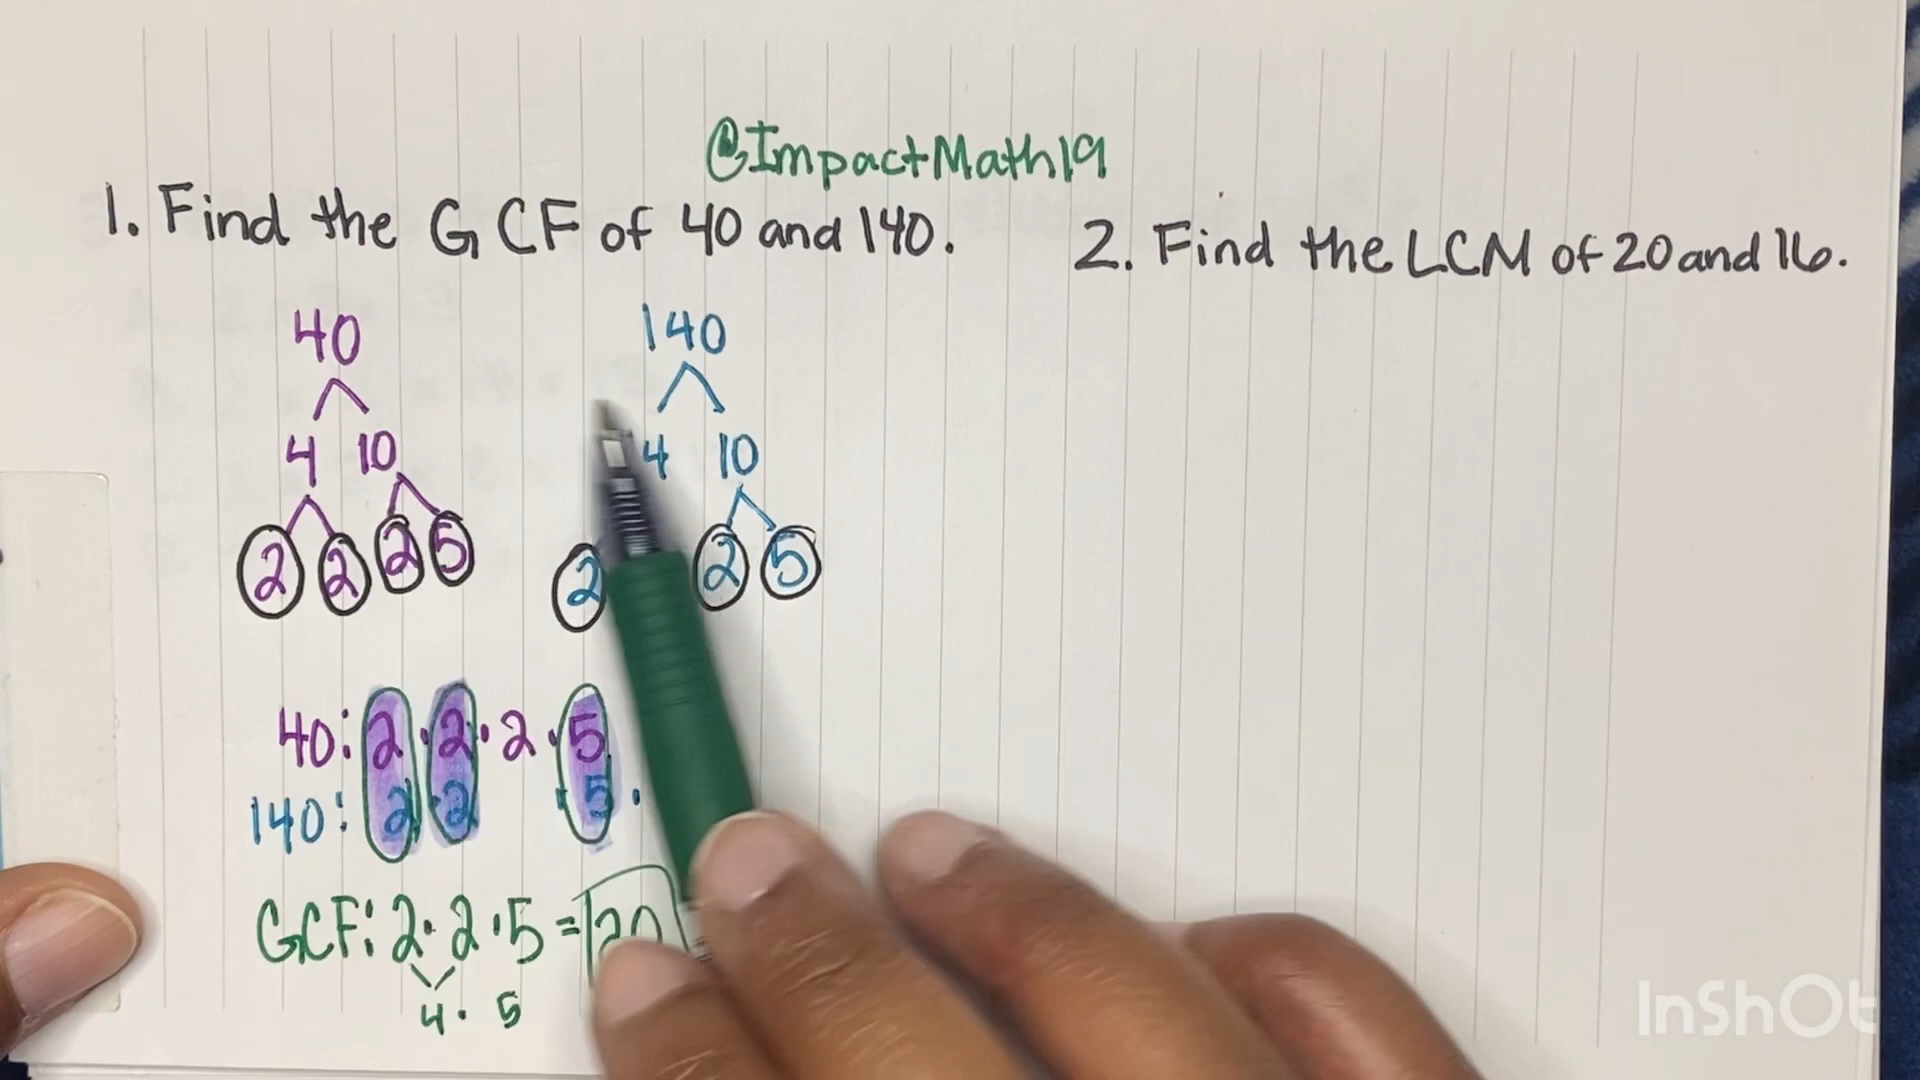 @ImpactMath19
1. Find the GCF of 40 and 140.
40
4 10
2 2 2 5
140
4 10
2 2 5
40: 2 · 2 · 2 · 5
140: 2 · 2 · 5 ·
GCF: 2 · 2 · 5 = 20
4 · 5
2. Find the LCM of 20 and 16.
InShOt